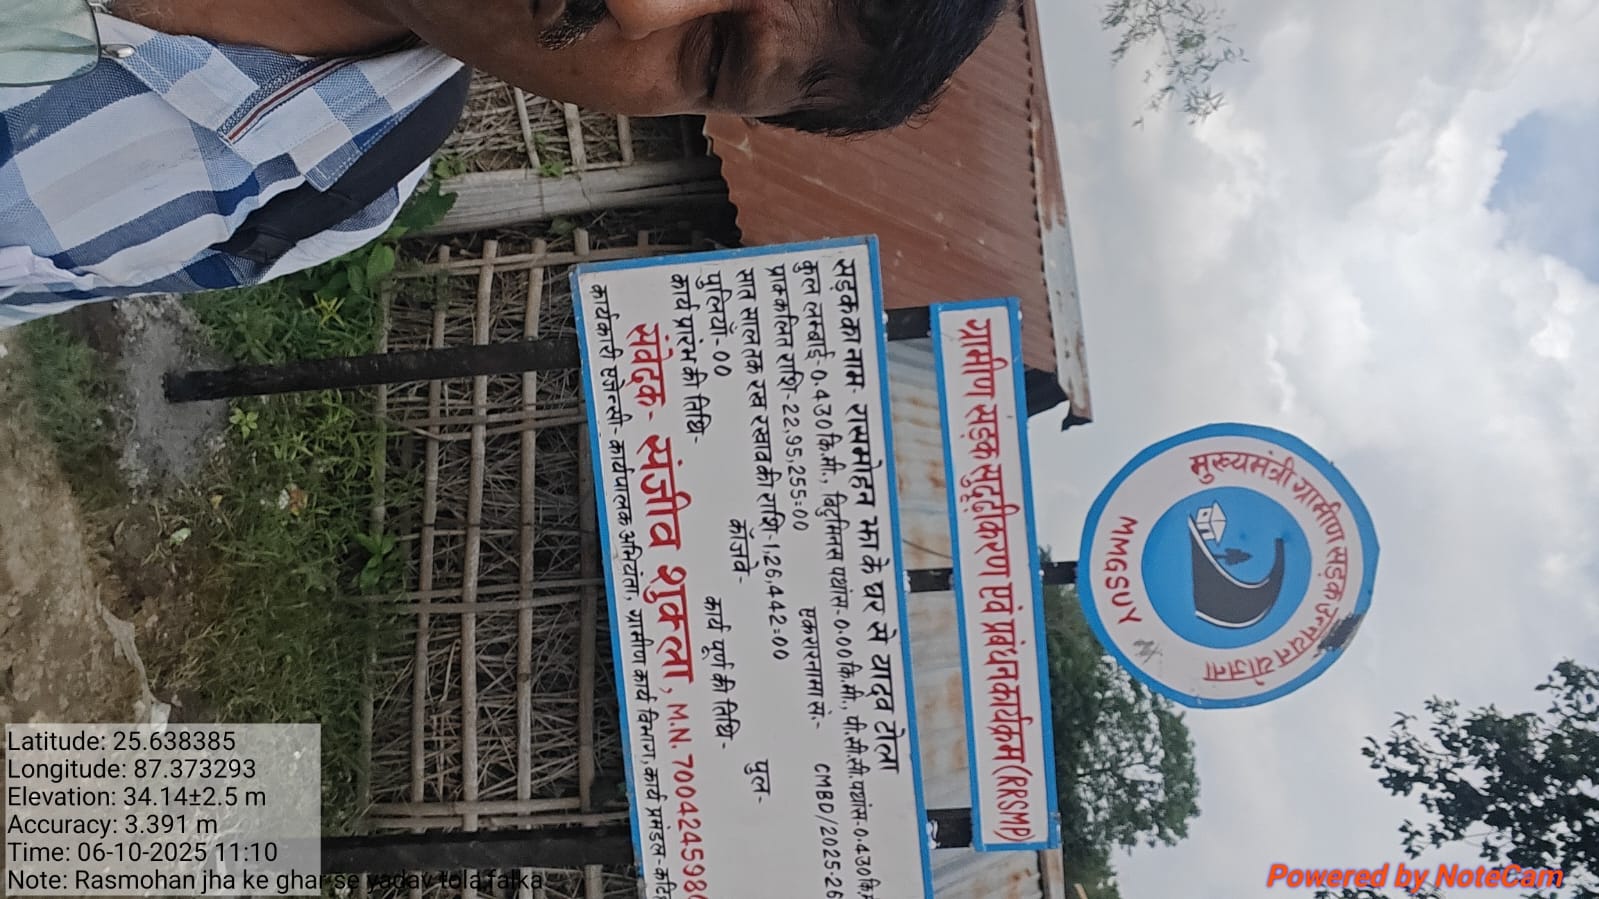 मुख्यमंत्री ग्रामीण सड़क उन्नयन योजना
MMGSUY
ग्रामीण सड़क सुदृढ़ीकरण एवं प्रबंधन कार्यक्रम (RRSMP)
सड़क का नाम- रासमोहन झा के घर से यादव टोला
कुल लम्बाई- 0.430 कि.मी., बिटुमिनस पथांस- 0.00 कि.मी., पी.सी.सी. पथांस- 0.430 कि.मी
प्राक्कलित राशि- 22,95,255=00 एकरारनामा सं.- CMBD/2025-26
सात साल तक रख रखाव की राशि- 1,26,442=00
पुलिया- 00 कॉजवे- पुल-
कार्य प्रारंभ की तिथि- कार्य पूर्ण की तिथि-
संवेदक- संजीव शुक्ला, M.N. 700424598
कार्यकारी एजेन्सी- कार्यपालक अभियंता, ग्रामीण कार्य विभाग, कार्य प्रमंडल-
Latitude: 25.638385
Longitude: 87.373293
Elevation: 34.14±2.5 m
Accuracy: 3.391 m
Time: 06-10-2025 11:10
Note: Rasmohan jha ke ghar se yadav tola,falka
Powered by NoteCam